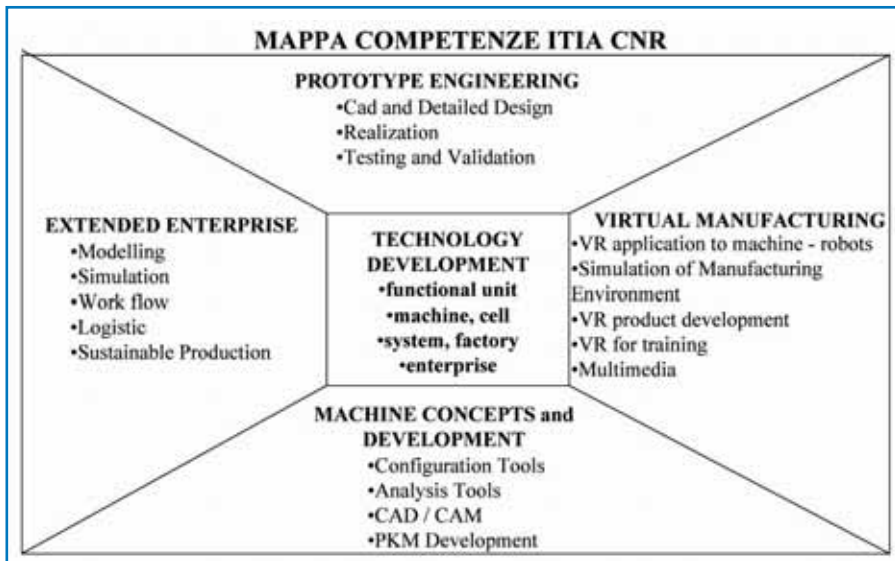 MAPPA COMPETENZE ITIA CNR
PROTOTYPE ENGINEERING
•Cad and Detailed Design
•Realization
•Testing and Validation
EXTENDED ENTERPRISE
•Modelling
•Simulation
•Work flow
•Logistic
•Sustainable Production
TECHNOLOGY
DEVELOPMENT
•functional unit
•machine, cell
•system, factory
•enterprise
VIRTUAL MANUFACTURING
•VR application to machine - robots
•Simulation of Manufacturing
Environment
•VR product development
•VR for training
•Multimedia
MACHINE CONCEPTS and
DEVELOPMENT
•Configuration Tools
•Analysis Tools
•CAD / CAM
•PKM Development